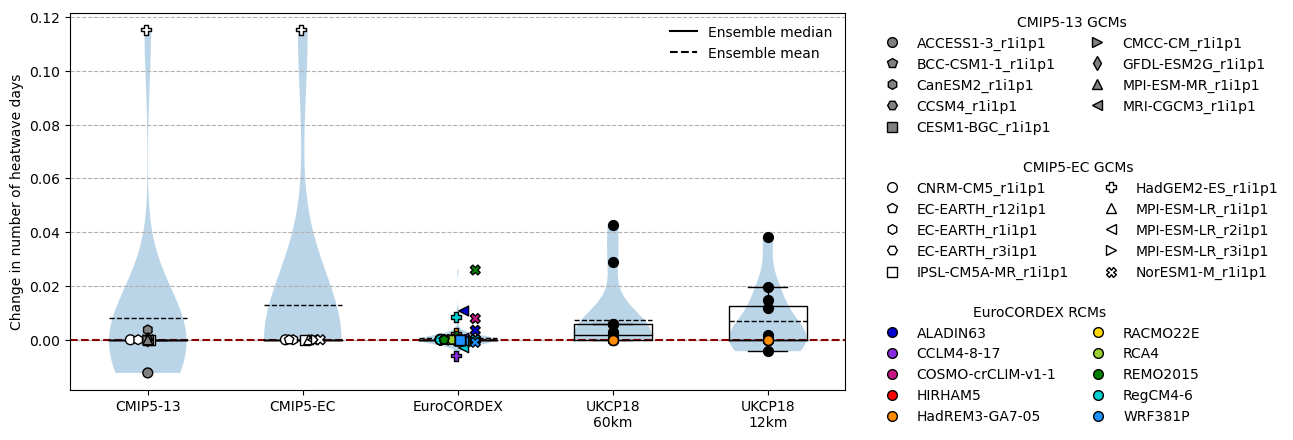 0.12
0.10
0.08
0.06
0.04
0.02
0.00
Change in number of heatwave days
Ensemble median
Ensemble mean
CMIP5-13
CMIP5-EC
EuroCORDEX
UKCP18
60km
UKCP18
12km
CMIP5-13 GCMs
ACCESS1-3_r1i1p1
BCC-CSM1-1_r1i1p1
CanESM2_r1i1p1
CCSM4_r1i1p1
CESM1-BGC_r1i1p1
CMCC-CM_r1i1p1
GFDL-ESM2G_r1i1p1
MPI-ESM-MR_r1i1p1
MRI-CGCM3_r1i1p1
CMIP5-EC GCMs
CNRM-CM5_r1i1p1
EC-EARTH_r12i1p1
EC-EARTH_r1i1p1
EC-EARTH_r3i1p1
IPSL-CM5A-MR_r1i1p1
HadGEM2-ES_r1i1p1
MPI-ESM-LR_r1i1p1
MPI-ESM-LR_r2i1p1
MPI-ESM-LR_r3i1p1
NorESM1-M_r1i1p1
EuroCORDEX RCMs
ALADIN63
CCLM4-8-17
COSMO-crCLIM-v1-1
HIRHAM5
HadREM3-GA7-05
RACMO22E
RCA4
REMO2015
RegCM4-6
WRF381P